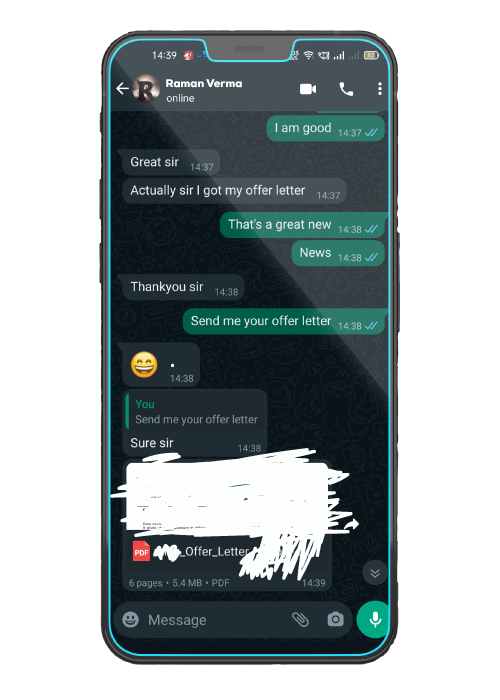 14:39
Raman Verma
online
I am good 14:37
Great sir 14:37
Actually sir I got my offer letter 14:37
That's a great new 14:38
News 14:38
Thankyou sir 14:38
Send me your offer letter 14:38
😄 .
14:38
You
Send me your offer letter
Sure sir 14:38
PDF _Offer_Letter
6 pages • 5.4 MB • PDF 14:39
Message